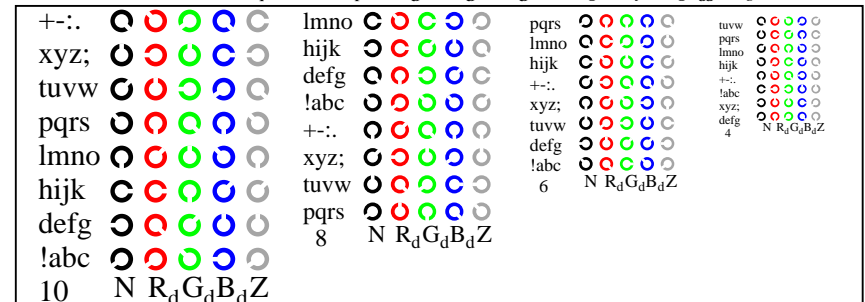 +-:.
xyz;
tuvw
pqrs
lmno
hijk
defg
!abc
10 N RdGdBdZ
lmno
hijk
defg
!abc
+-:.
xyz;
tuvw
pqrs
8 N RdGdBdZ
pqrs
lmno
hijk
+-:.
xyz;
tuvw
defg
!abc
6 N RdGdBdZ
tuvw
pqrs
lmno
hijk
+-:.
!abc
xyz;
defg
4 N RdGdBdZ